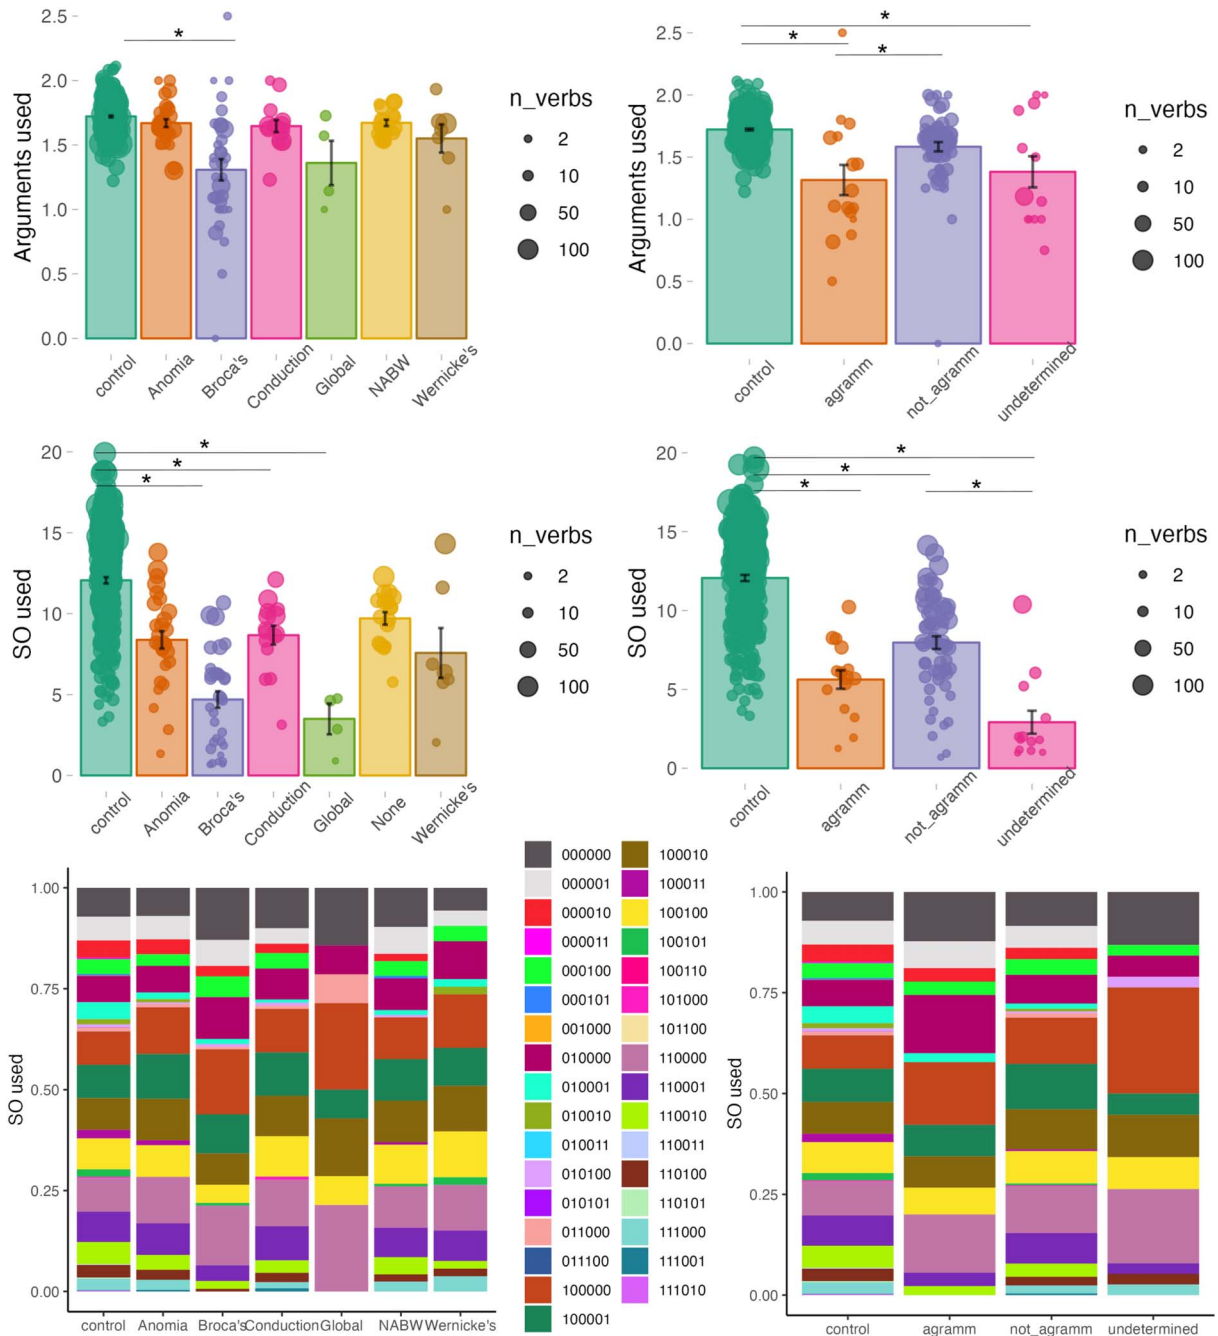 Arguments used
2.5
2.0
1.5
1.0
0.5
0.0
*
control
Anomia
Broca's
Conduction
Global
NABW
Wernicke's
n_verbs
2
10
50
100
Arguments used
2.5
2.0
1.5
1.0
0.5
0.0
*
*
*
control
agramm
not_agramm
undetermined
n_verbs
2
10
50
100
SO used
20
15
10
5
0
*
*
*
control
Anomia
Broca's
Conduction
Global
None
Wernicke's
n_verbs
2
10
50
100
SO used
20
15
10
5
0
*
*
*
*
control
agramm
not_agramm
undetermined
n_verbs
2
10
50
100
SO used
1.00
0.75
0.50
0.25
0.00
control Anomia Broca's Conduction Global NABW Wernicke's
000000 100010
000001 100011
000010 100100
000011 100101
000100 100110
000101 101000
001000 101100
010000 110000
010001 110001
010010 110010
010011 110011
010100 110100
010101 110101
011000 111000
011100 111001
100000 111010
100001
SO used
1.00
0.75
0.50
0.25
0.00
control agramm not_agramm undetermined